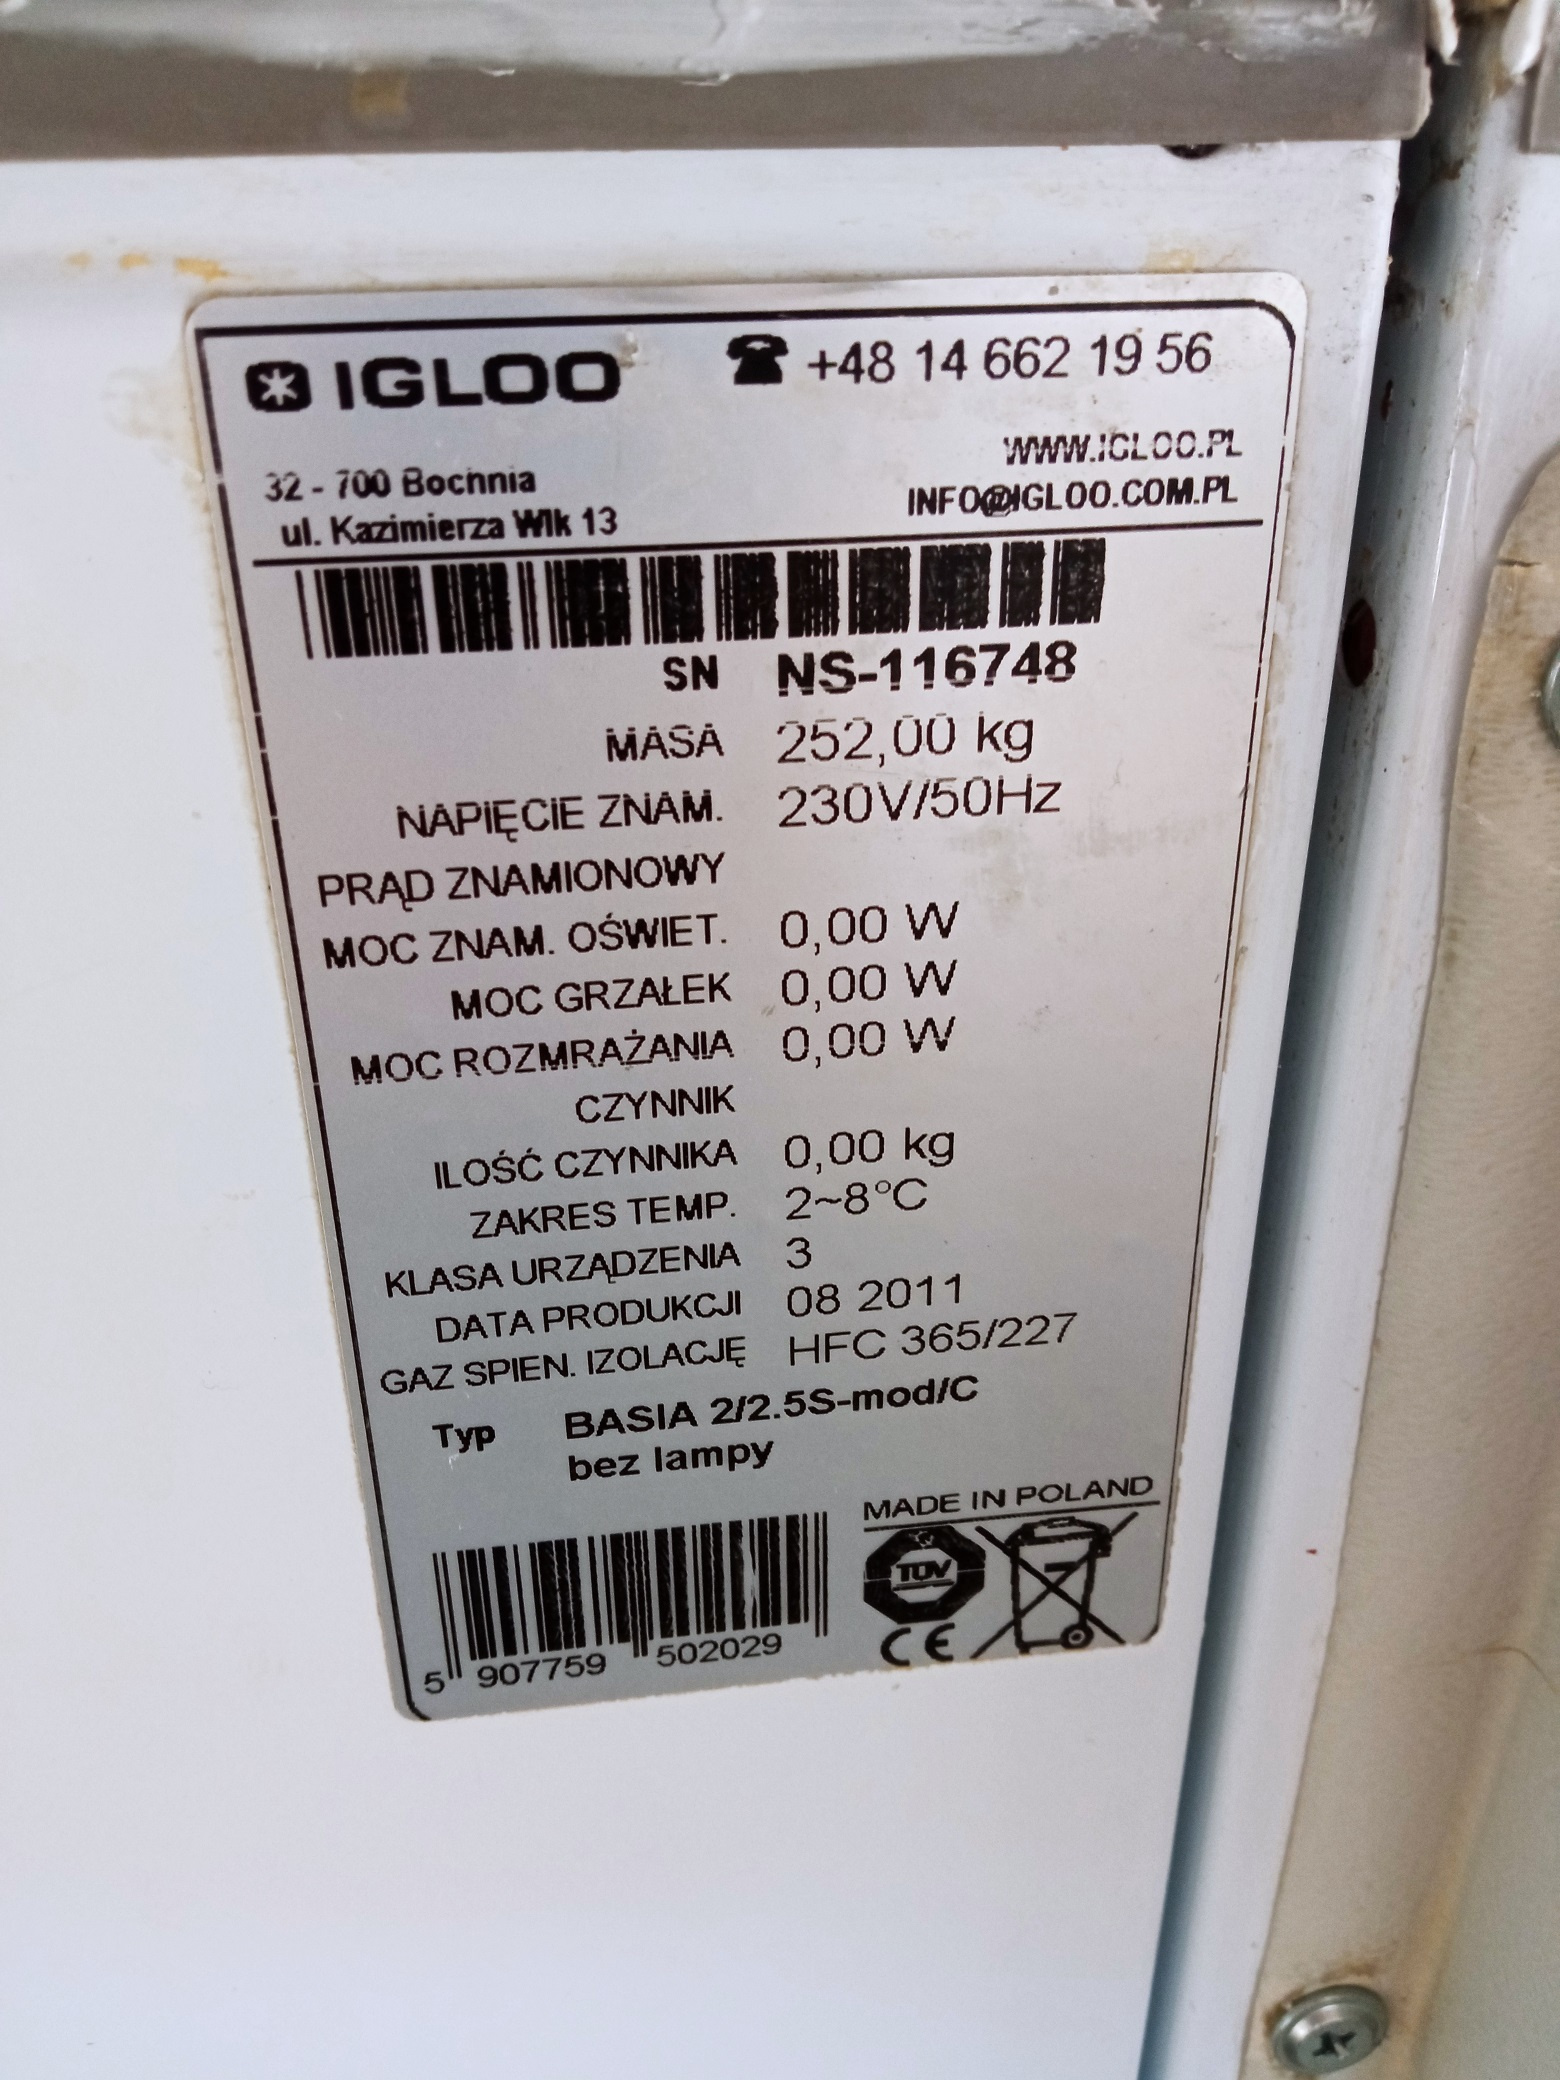 IGLOO
+48 14 662 19 56
WWW.IGLOO.PL
32 - 700 Bochnia
INFO@IGLOO.COM.PL
ul. Kazimierza Wlk 13
SN NS-116748
MASA 252,00 kg
NAPIĘCIE ZNAM. 230V/50Hz
PRĄD ZNAMIONOWY
MOC ZNAM. OŚWIET. 0,00 W
MOC GRZAŁEK 0,00 W
MOC ROZMRAŻANIA 0,00 W
CZYNNIK
ILOŚĆ CZYNNIKA 0,00 kg
ZAKRES TEMP. 2~8°C
KLASA URZĄDZENIA 3
DATA PRODUKCJI 08 2011
GAZ SPIEN. IZOLACJĘ HFC 365/227
Typ BASIA 2/2.5S-mod/C
bez lampy
MADE IN POLAND
TÜV
CE
5 907759 502029